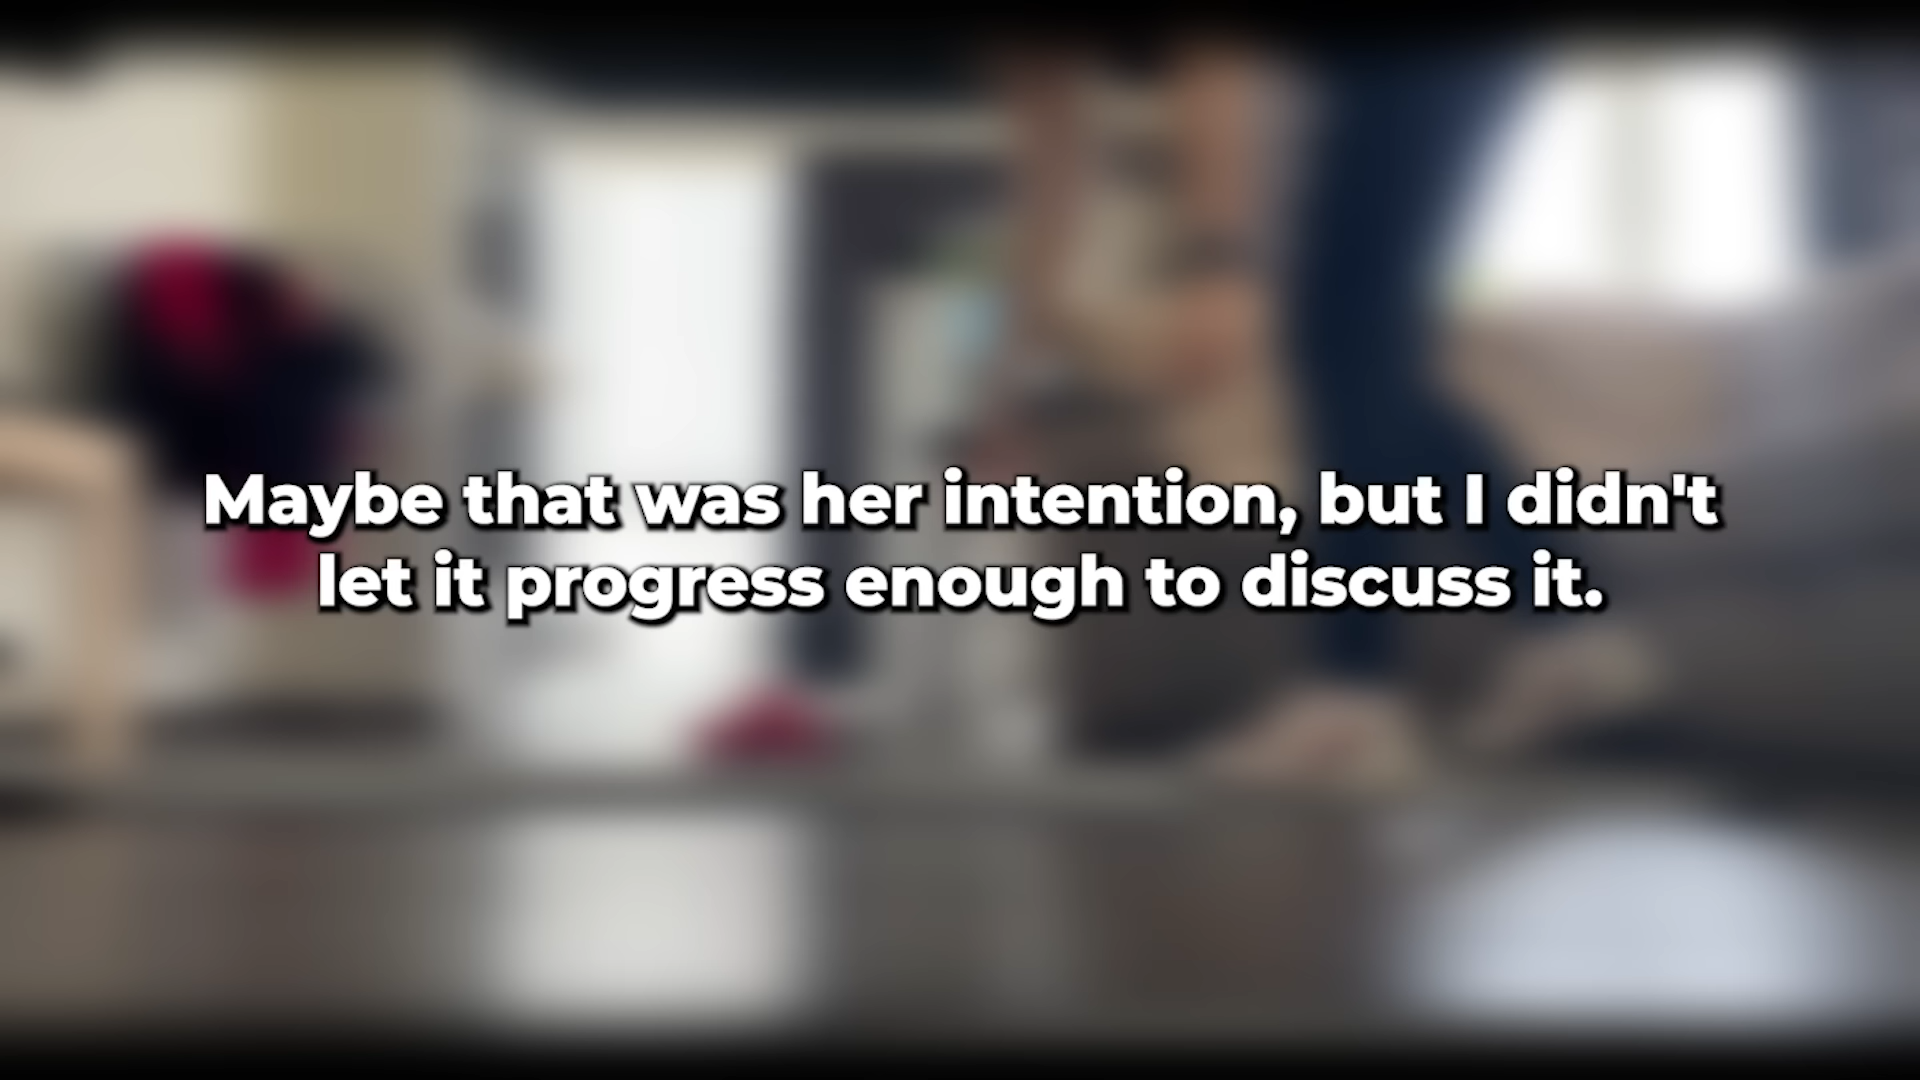 Maybe that was her intention, but I didn't
let it progress enough to discuss it.